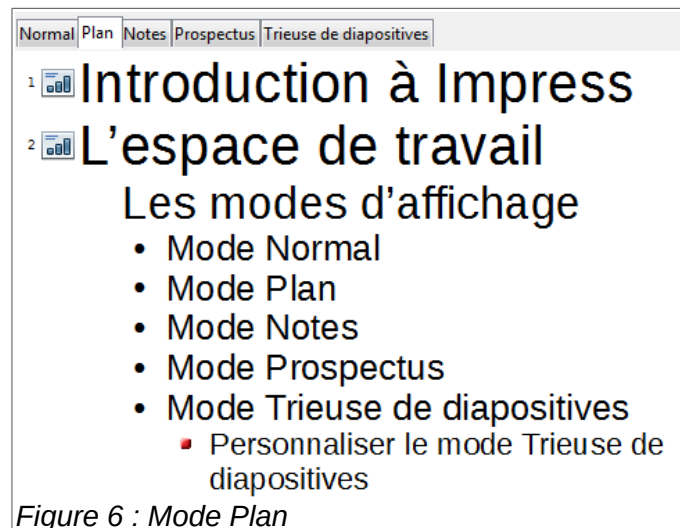 Normal Plan Notes Prospectus Trieuse de diapositives
1 Introduction à Impress
2 L’espace de travail
Les modes d’affichage
• Mode Normal
• Mode Plan
• Mode Notes
• Mode Prospectus
• Mode Trieuse de diapositives
Personnaliser le mode Trieuse de
diapositives
Figure 6 : Mode Plan